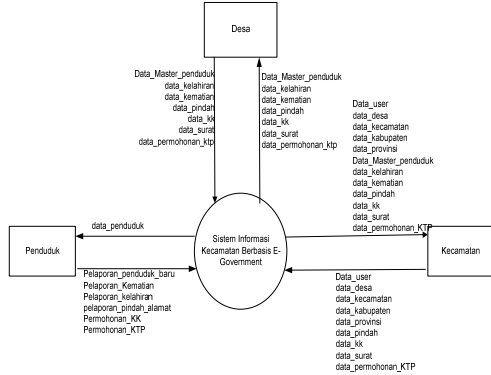 Desa
Data_Master_penduduk
data_kelahiran
data_kematian
data_pindah
data_kk
data_surat
data_permohonan_ktp
Data_Master_penduduk
data_kelahiran
data_kematian
data_pindah
data_kk
data_surat
data_permohonan_ktp
Data_user
data_desa
data_kecamatan
data_kabupaten
data_provinsi
Data_Master_penduduk
data_kelahiran
data_kematian
data_pindah
data_kk
data_surat
data_permohonan_KTP
data_penduduk
Penduduk
Sistem Informasi
Kecamatan Berbasis E-
Government
Kecamatan
Pelaporan_penduduk_baru
Pelaporan_Kematian
Pelaporan_kelahiran
pelaporan_pindah_alamat
Permohonan_KK
Permohonan_KTP
Data_user
data_desa
data_kecamatan
data_kabupaten
data_provinsi
data_pindah
data_kk
data_surat
data_permohonan_KTP